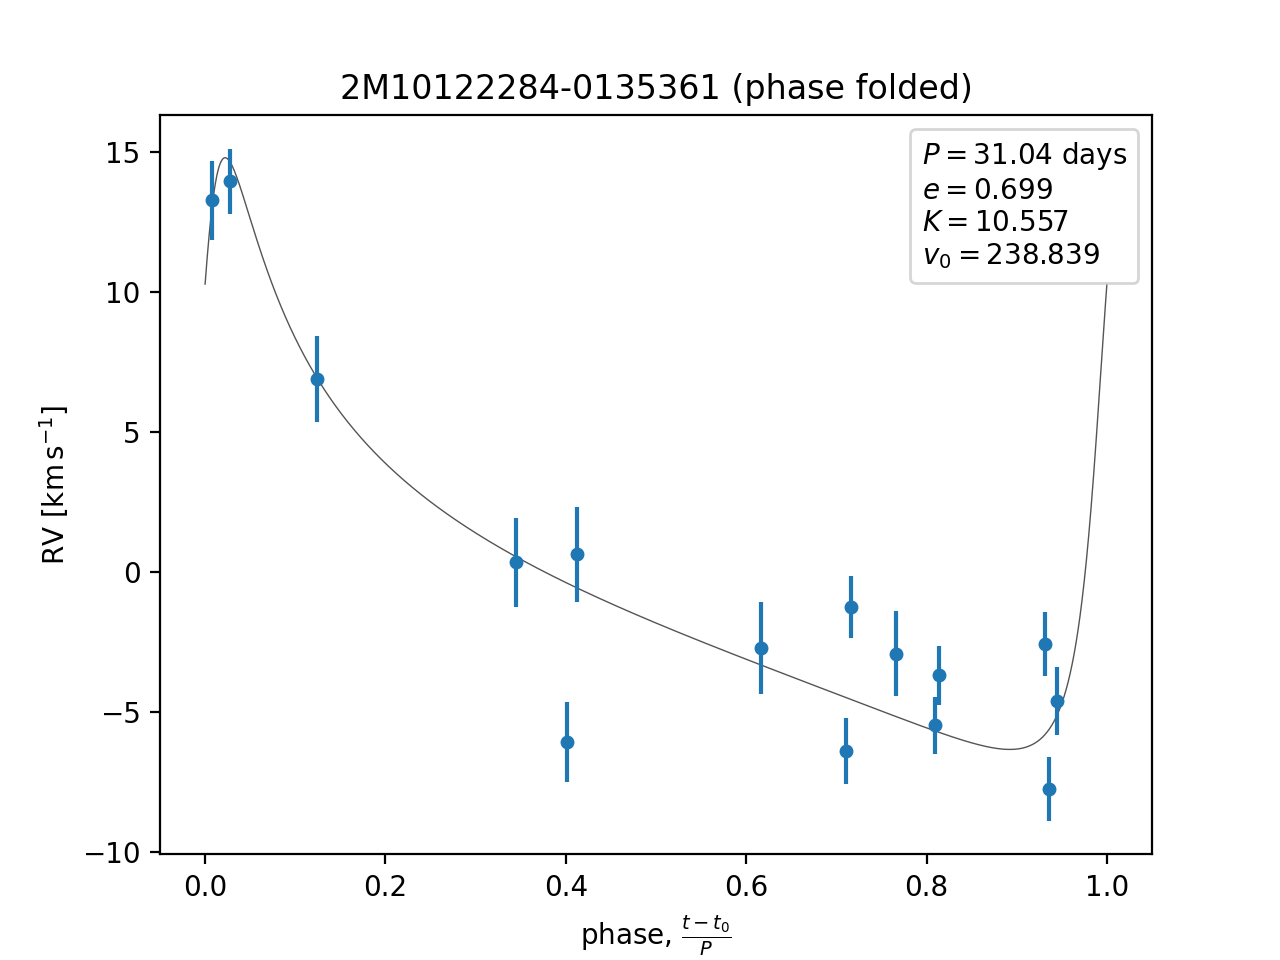 2M10122284-0135361 (phase folded)
P = 31.04 days
e = 0.699
K = 10.557
v₀ = 238.839
RV [km s⁻¹]
15
10
5
0
−5
−10
0.0 0.2 0.4 0.6 0.8 1.0
phase, (t − t₀)/P